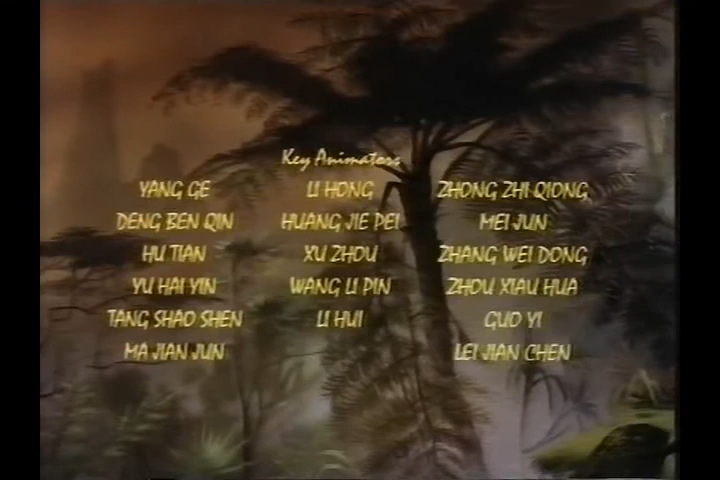 Key Animators
YANG GE LI HONG ZHONG ZHI QIONG
DENG BEN QIN HUANG JIE PEI MEI JUN
HU TIAN XU ZHOU ZHANG WEI DONG
YU HAI YIN WANG LI PIN ZHOU XIAU HUA
TANG SHAO SHEN LI HUI GUO YI
MA JIAN JUN LEI JIAN CHEN